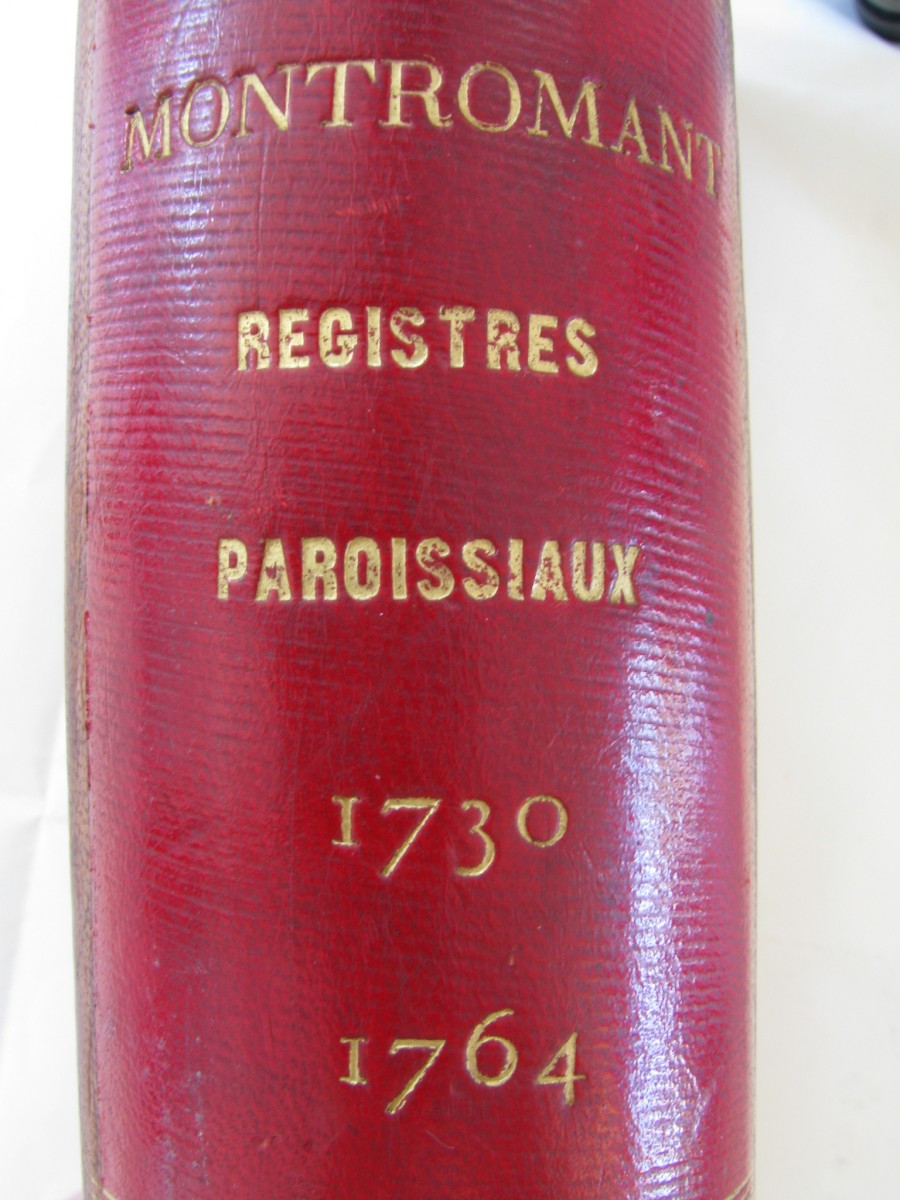 MONTROMANT
REGISTRES
PAROISSIAUX
1730
1764